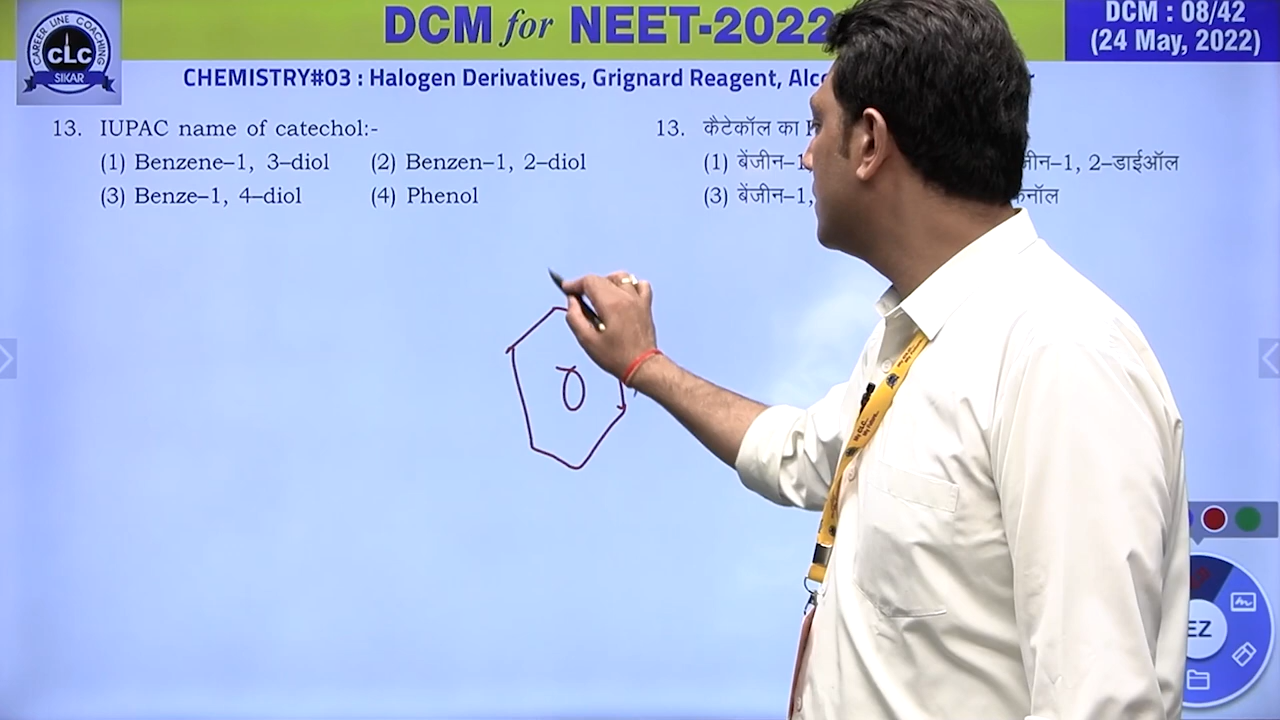 DCM for NEET-2022
DCM : 08/42
(24 May, 2022)
CAREER LINE COACHING
CLC
SIKAR
CHEMISTRY#03 : Halogen Derivatives, Grignard Reagent,
13. IUPAC name of catechol:-
(1) Benzene–1, 3–diol (2) Benzen–1, 2–diol
(3) Benze–1, 4–diol (4) Phenol
13. कैटेकॉल का
(1) बेंजीन–1 2–डाईऑल
(3) बेंजीन–1,
EZ